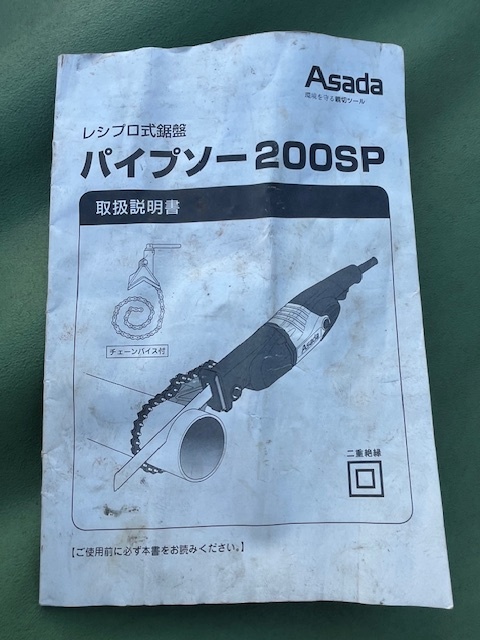 Asada
環境を守る親切ツール
レシプロ式鋸盤
パイプソー200SP
取扱説明書
チェーンバイス付
Asada
二重絶縁
【ご使用前に必ず本書をお読みください。】